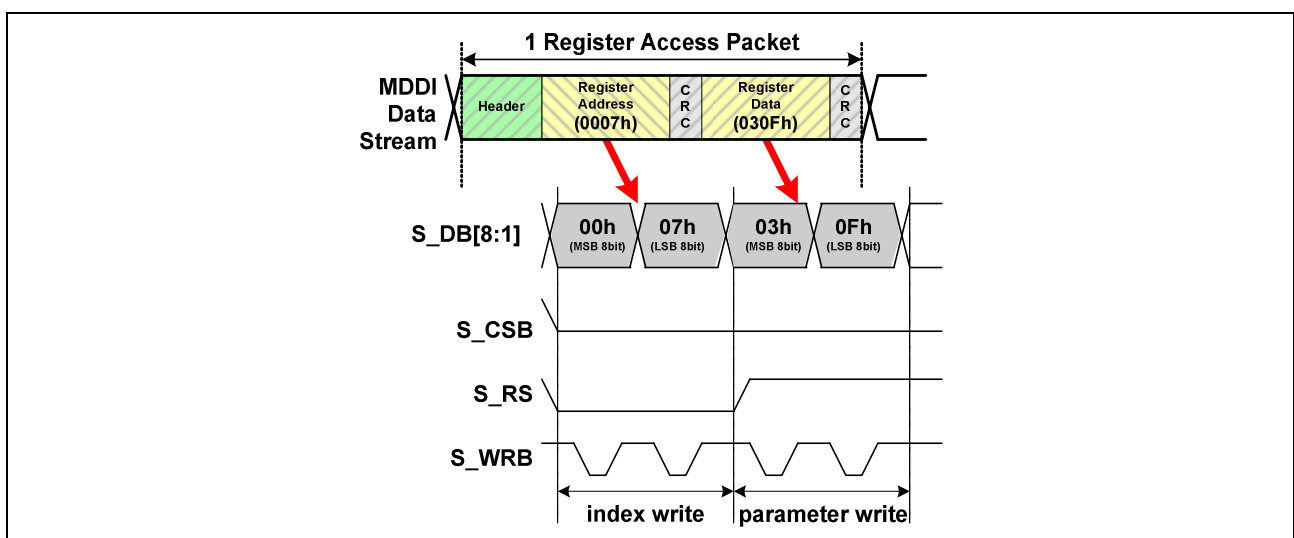 1 Register Access Packet
MDDI
Data
Stream
Header
Register
Address
(0007h)
C
R
C
Register
Data
(030Fh)
C
R
C
S_DB[8:1]
00h
(MSB 8bit)
07h
(LSB 8bit)
03h
(MSB 8bit)
0Fh
(LSB 8bit)
S_CSB
S_RS
S_WRB
index write
parameter write